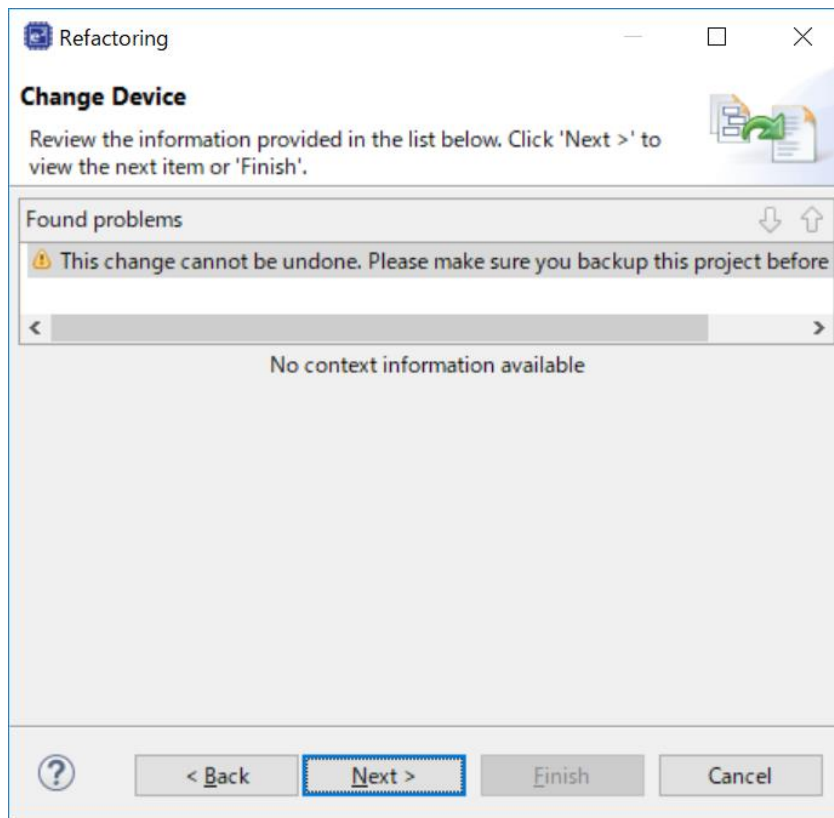 Refactoring
Change Device
Review the information provided in the list below. Click 'Next >' to
view the next item or 'Finish'.
Found problems
This change cannot be undone. Please make sure you backup this project before
No context information available
?
< Back
Next >
Finish
Cancel